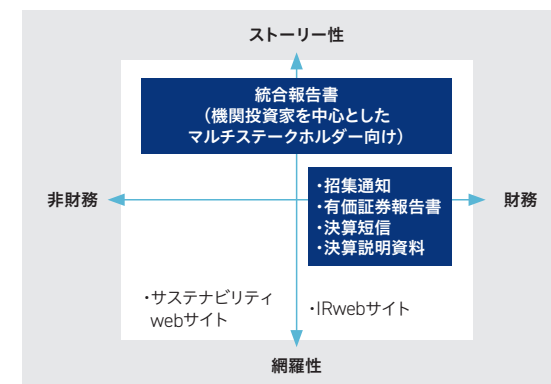 ストーリー性
統合報告書
(機関投資家を中心とした
マルチステークホルダー向け)
非財務
財務
・招集通知
・有価証券報告書
・決算短信
・決算説明資料
・サステナビリティ
webサイト
・IRwebサイト
網羅性